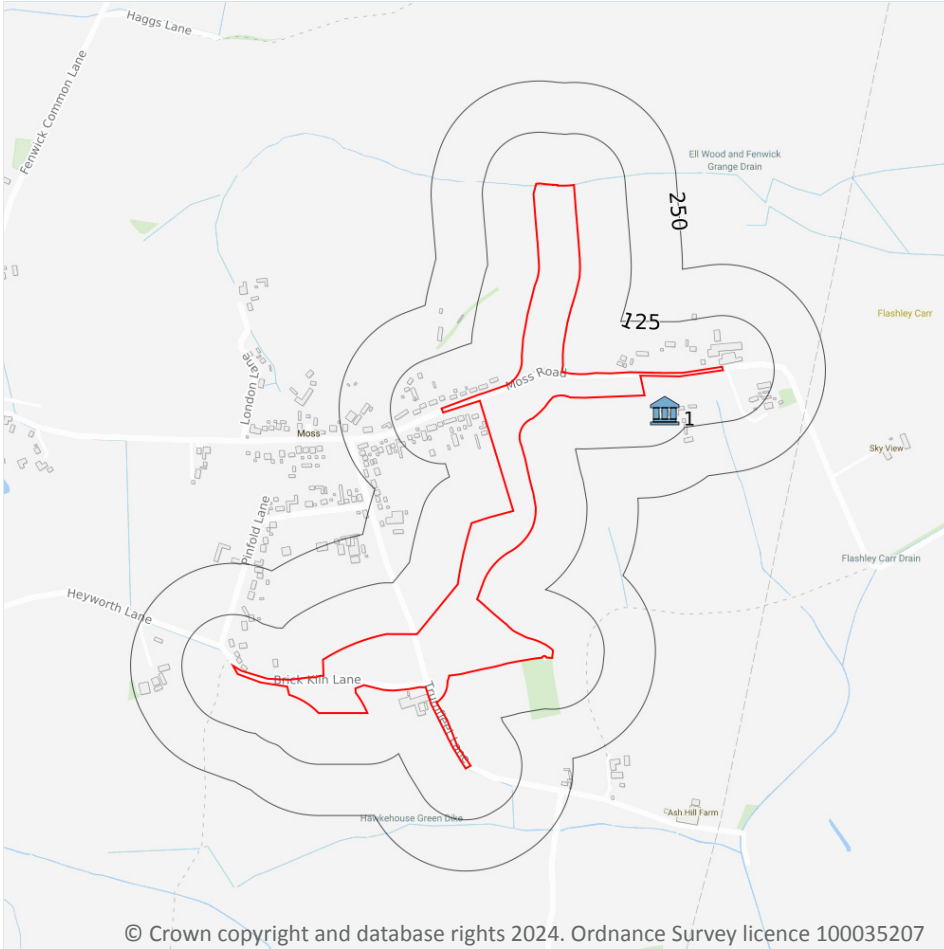 Haggs Lane
Fenwick Common Lane
Ell Wood and Fenwick
Grange Drain
250
125
Flashley Carr
London Lane
Moss Road
Moss
1
Sky View
Pinfold Lane
Flashley Carr Drain
Heyworth Lane
Brick Kiln Lane
Trumfleet Lane
Ash Hill Farm
Hawkehouse Green Dike
© Crown copyright and database rights 2024. Ordnance Survey licence 100035207